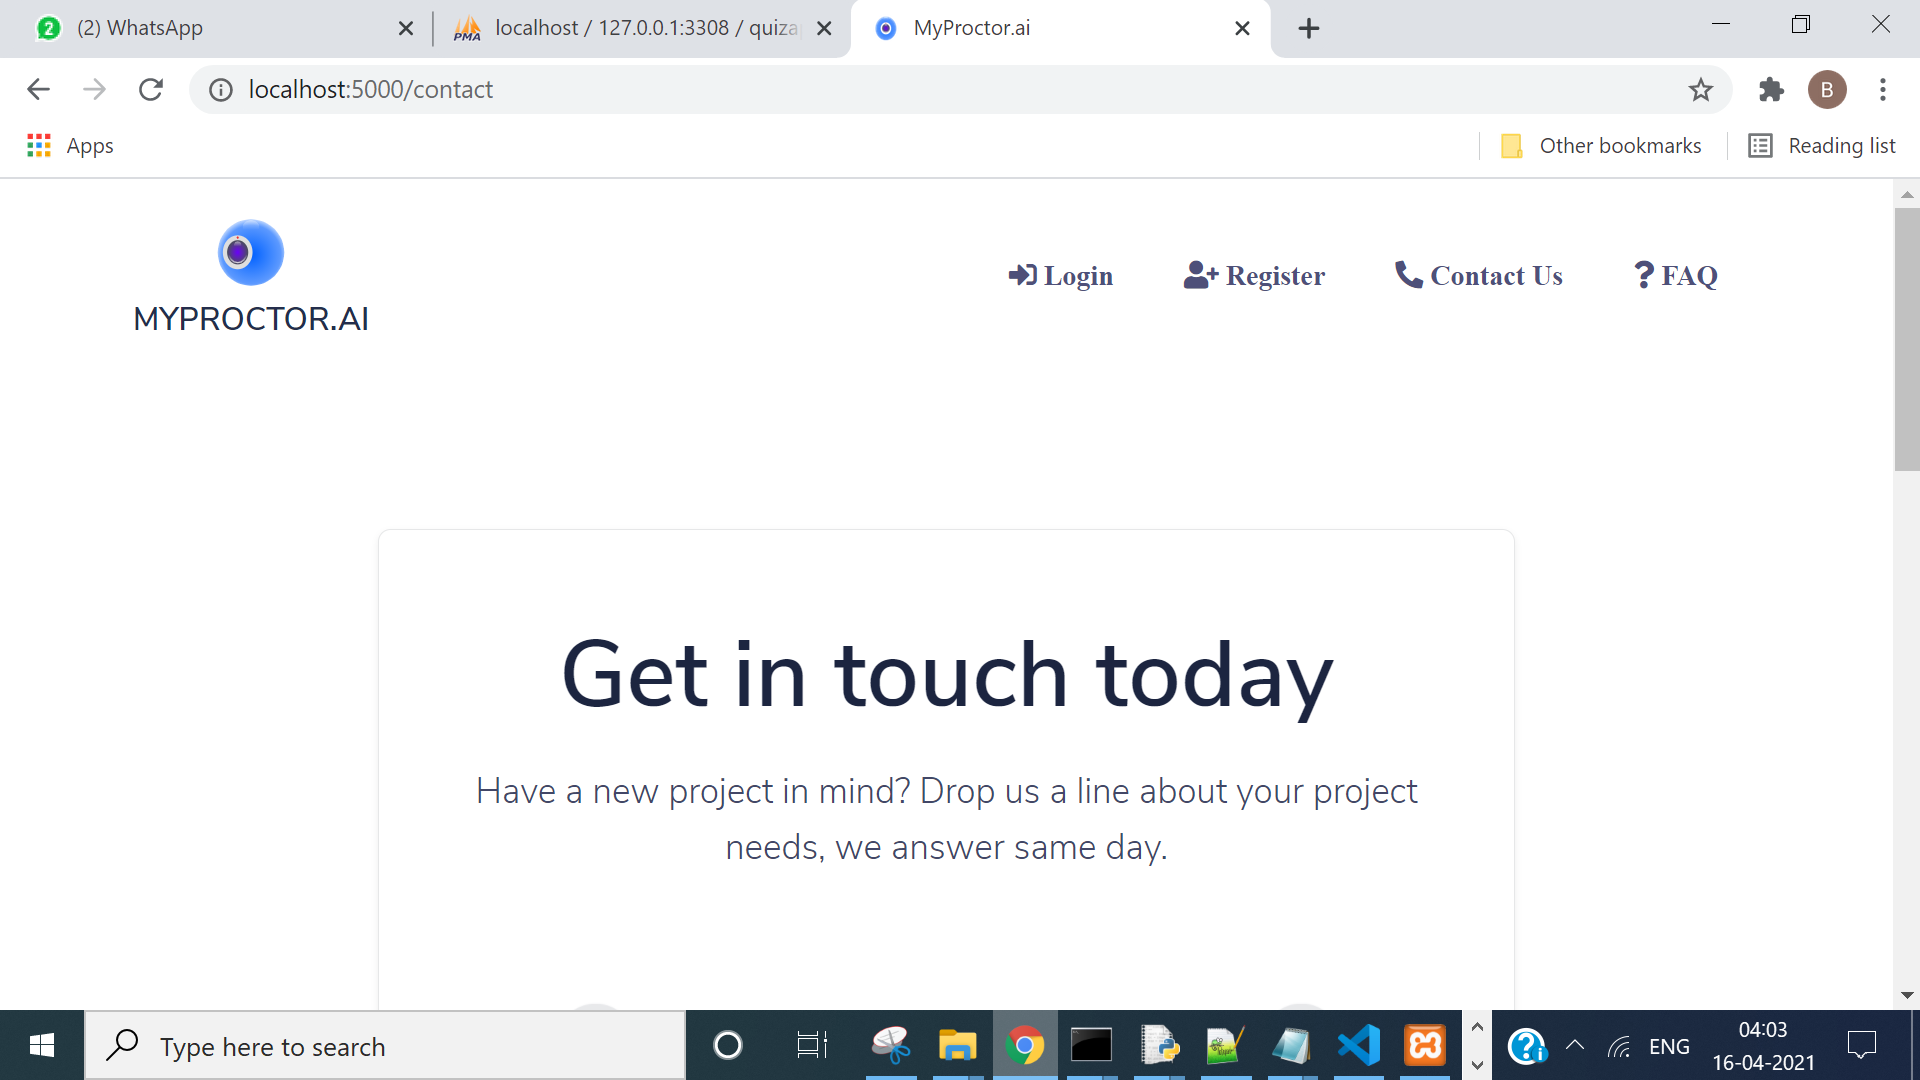 2
(2) WhatsApp
PMA
localhost / 127.0.0.1:3308 / quiza
MyProctor.ai
localhost:5000/contact
B
Apps
Other bookmarks
Reading list
MYPROCTOR.AI
Login
Register
Contact Us
? FAQ
Get in touch today
Have a new project in mind? Drop us a line about your project
needs, we answer same day.
Type here to search
ENG
04:03
16-04-2021